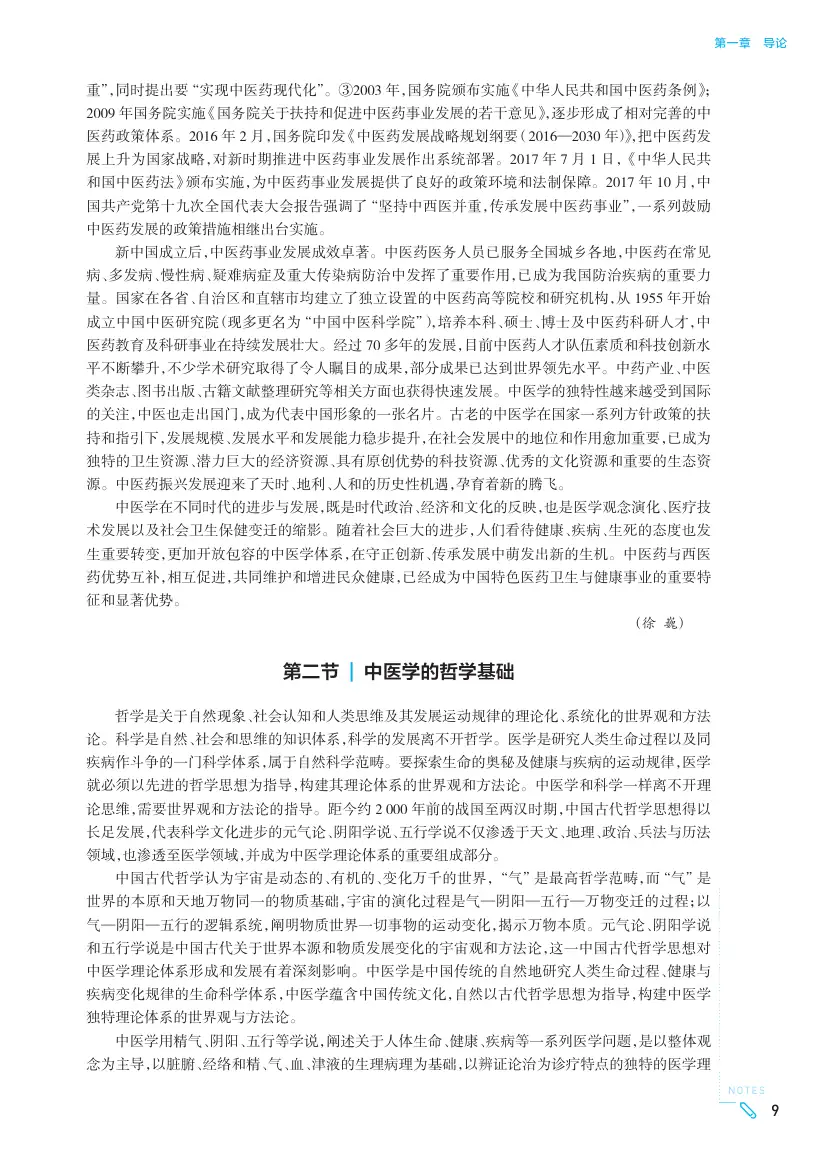 第一章 导论
重”,同时提出要“实现中医药现代化”。③2003 年,国务院颁布实施《中华人民共和国中医药条例》;
2009 年国务院实施《国务院关于扶持和促进中医药事业发展的若干意见》,逐步形成了相对完善的中
医药政策体系。2016 年 2 月,国务院印发《中医药发展战略规划纲要(2016—2030 年)》,把中医药发
展上升为国家战略,对新时期推进中医药事业发展作出系统部署。2017 年 7 月 1 日,《中华人民共
和国中医药法》颁布实施,为中医药事业发展提供了良好的政策环境和法制保障。2017 年 10 月,中
国共产党第十九次全国代表大会报告强调了“坚持中西医并重,传承发展中医药事业”,一系列鼓励
中医药发展的政策措施相继出台实施。
新中国成立后,中医药事业发展成效卓著。中医药医务人员已服务全国城乡各地,中医药在常见
病、多发病、慢性病、疑难病症及重大传染病防治中发挥了重要作用,已成为我国防治疾病的重要力
量。国家在各省、自治区和直辖市均建立了独立设置的中医药高等院校和研究机构,从 1955 年开始
成立中国中医研究院(现多更名为“中国中医科学院”),培养本科、硕士、博士及中医药科研人才,中
医药教育及科研事业在持续发展壮大。经过 70 多年的发展,目前中医药人才队伍素质和科技创新水
平不断攀升,不少学术研究取得了令人瞩目的成果,部分成果已达到世界领先水平。中药产业、中医
类杂志、图书出版、古籍文献整理研究等相关方面也获得快速发展。中医学的独特性越来越受到国际
的关注,中医也走出国门,成为代表中国形象的一张名片。古老的中医学在国家一系列方针政策的扶
持和指引下,发展规模、发展水平和发展能力稳步提升,在社会发展中的地位和作用愈加重要,已成为
独特的卫生资源、潜力巨大的经济资源、具有原创优势的科技资源、优秀的文化资源和重要的生态资
源。中医药振兴发展迎来了天时、地利、人和的历史性机遇,孕育着新的腾飞。
中医学在不同时代的进步与发展,既是时代政治、经济和文化的反映,也是医学观念演化、医疗技
术发展以及社会卫生保健变迁的缩影。随着社会巨大的进步,人们看待健康、疾病、生死的态度也发
生重要转变,更加开放包容的中医学体系,在守正创新、传承发展中萌发出新的生机。中医药与西医
药优势互补,相互促进,共同维护和增进民众健康,已经成为中国特色医药卫生与健康事业的重要特
征和显著优势。
(徐 巍)
第二节 | 中医学的哲学基础
哲学是关于自然现象、社会认知和人类思维及其发展运动规律的理论化、系统化的世界观和方法
论。科学是自然、社会和思维的知识体系,科学的发展离不开哲学。医学是研究人类生命过程以及同
疾病作斗争的一门科学体系,属于自然科学范畴。要探索生命的奥秘及健康与疾病的运动规律,医学
就必须以先进的哲学思想为指导,构建其理论体系的世界观和方法论。中医学和科学一样离不开理
论思维,需要世界观和方法论的指导。距今约 2 000 年前的战国至两汉时期,中国古代哲学思想得以
长足发展,代表科学文化进步的元气论、阴阳学说、五行学说不仅渗透于天文、地理、政治、兵法与历法
领域,也渗透至医学领域,并成为中医学理论体系的重要组成部分。
中国古代哲学认为宇宙是动态的、有机的、变化万千的世界,“气”是最高哲学范畴,而“气”是
世界的本原和天地万物同一的物质基础,宇宙的演化过程是气—阴阳—五行—万物变迁的过程;以
气—阴阳—五行的逻辑系统,阐明物质世界一切事物的运动变化,揭示万物本质。元气论、阴阳学说
和五行学说是中国古代关于世界本源和物质发展变化的宇宙观和方法论,这一中国古代哲学思想对
中医学理论体系形成和发展有着深刻影响。中医学是中国传统的自然地研究人类生命过程、健康与
疾病变化规律的生命科学体系,中医学蕴含中国传统文化,自然以古代哲学思想为指导,构建中医学
独特理论体系的世界观与方法论。
中医学用精气、阴阳、五行等学说,阐述关于人体生命、健康、疾病等一系列医学问题,是以整体观
念为主导,以脏腑、经络和精、气、血、津液的生理病理为基础,以辨证论治为诊疗特点的独特的医学理
NOTES
9